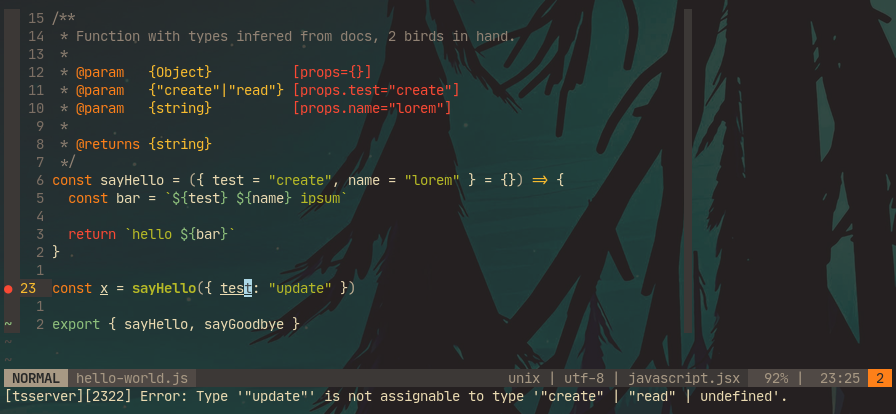 15 /**
14  * Function with types infered from docs, 2 birds in hand.
13  *
12  * @param   {Object}          [props={}]
11  * @param   {"create"|"read"} [props.test="create"]
10  * @param   {string}          [props.name="lorem"]
9  *
8  * @returns {string}
7  */
6 const sayHello = ({ test = "create", name = "lorem" } = {}) => {
5   const bar = `${test} ${name} ipsum`
4
3   return `hello ${bar}`
2 }
1
● 23 const x = sayHello({ test: "update" })
1
~ 2 export { sayHello, sayGoodbye }
~
~
NORMAL hello-world.js unix | utf-8 | javascript.jsx 92% | 23:25 2
[tsserver][2322] Error: Type '"update"' is not assignable to type '"create" | "read" | undefined'.